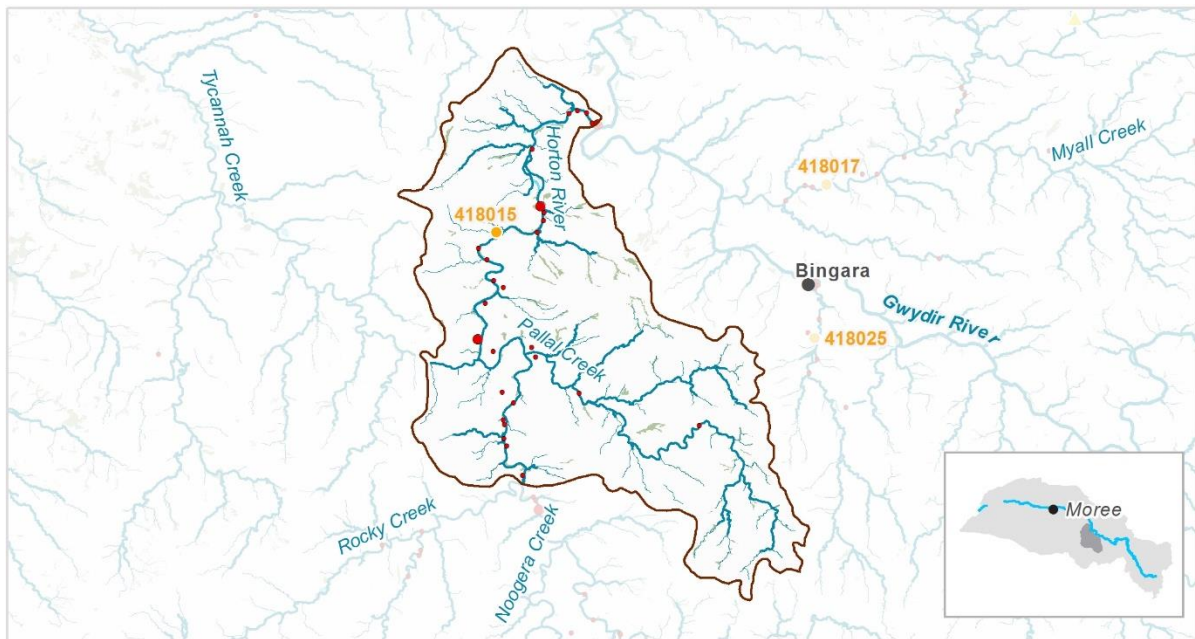 Tycannah Creek
Horton River
418015
418017
Myall Creek
Bingara
Gwydir River
418025
Pallal Creek
Rocky Creek
Noogera Creek
Moree